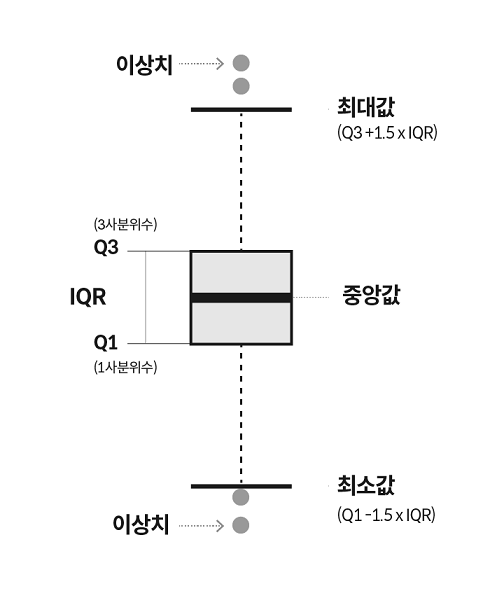 이상치
최대값
(Q3 +1.5 x IQR)
(3사분위수)
Q3
IQR
중앙값
Q1
(1사분위수)
최소값
(Q1 -1.5 x IQR)
이상치